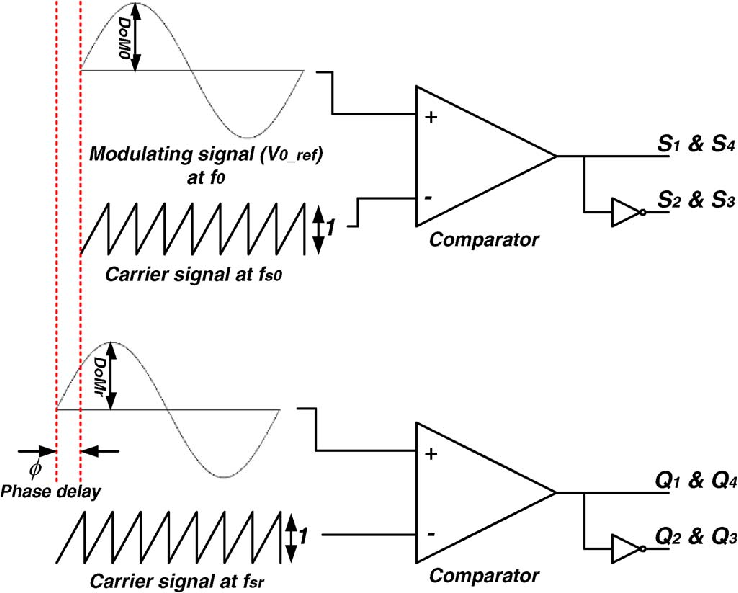 DoM0
Modulating signal (V0_ref)
at f0
+
-
Comparator
S1 & S4
S2 & S3
1
Carrier signal at fs0
DoMr
ϕ
Phase delay
+
-
Comparator
Q1 & Q4
Q2 & Q3
1
Carrier signal at fsr